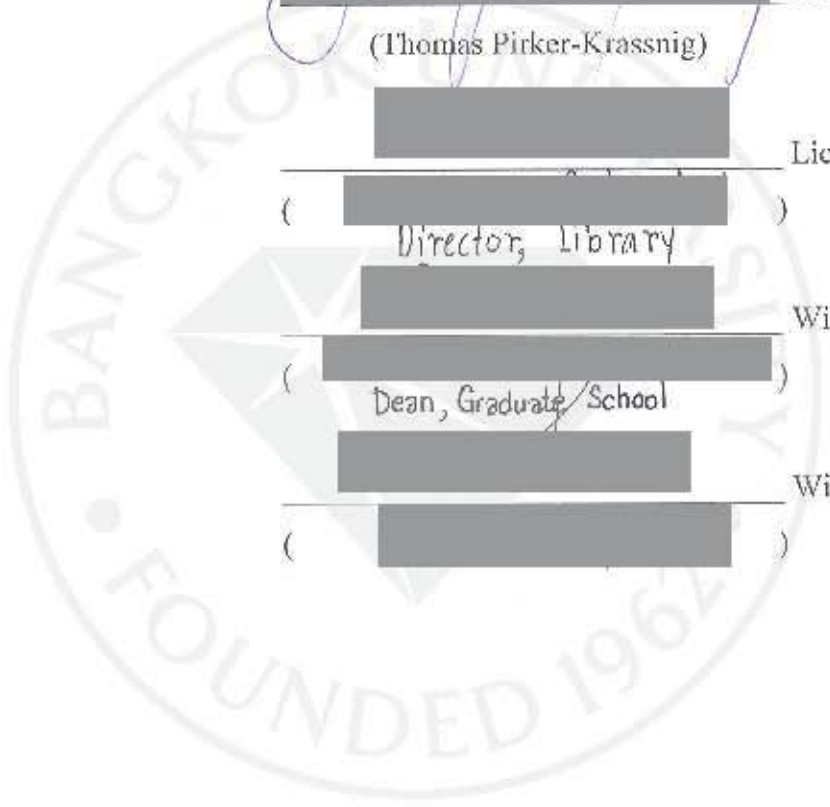 (Thomas Pirker-Krassnig)
Lic
( )
Director, Library
Wi
( )
Dean, Graduate School
Wi
( )
BANGKOK UNIVERSITY
• FOUNDED 1962